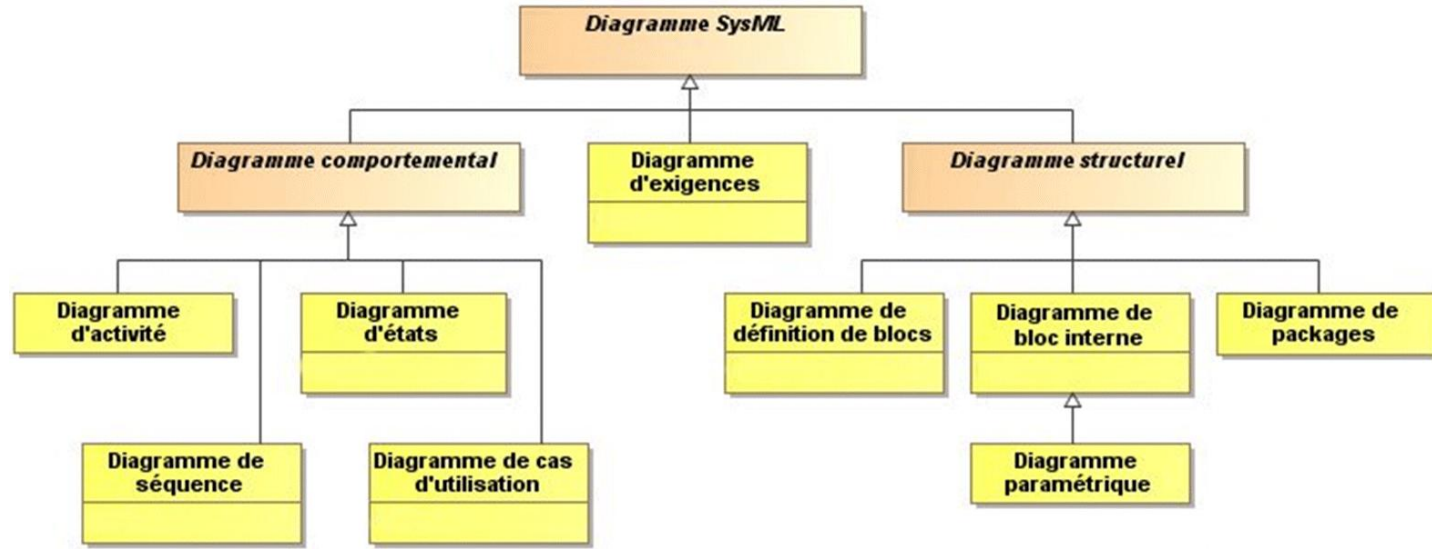 Diagramme SysML
Diagramme comportemental
Diagramme
d'exigences
Diagramme structurel
Diagramme
d'activité
Diagramme
d'états
Diagramme de
définition de blocs
Diagramme de
bloc interne
Diagramme de
packages
Diagramme de
séquence
Diagramme de cas
d'utilisation
Diagramme
paramétrique